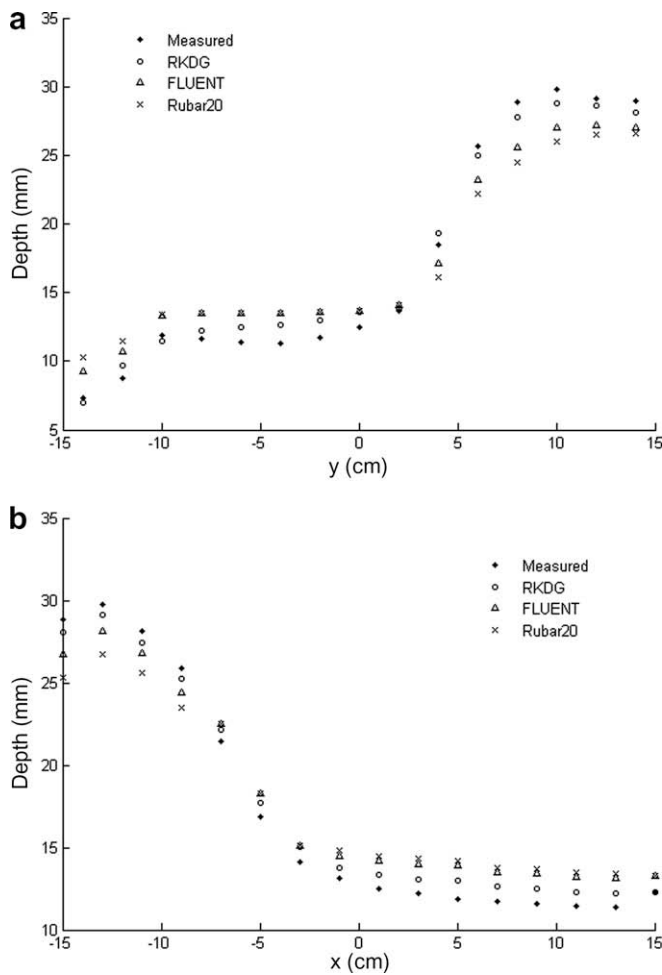 a
Measured
RKDG
FLUENT
Rubar20
Depth (mm)
35
30
25
20
15
10
5
-15 -10 -5 0 5 10 15
y (cm)
b
Measured
RKDG
FLUENT
Rubar20
Depth (mm)
35
30
25
20
15
10
-15 -10 -5 0 5 10 15
x (cm)